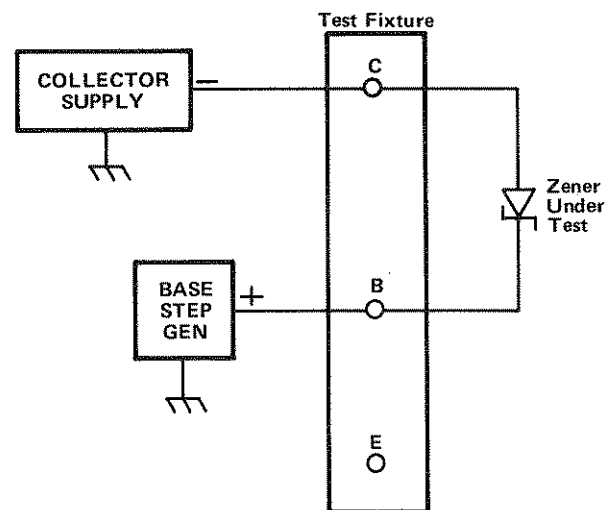 Test Fixture
COLLECTOR
SUPPLY
−
C
Zener
Under
Test
BASE
STEP
GEN
+
B
E